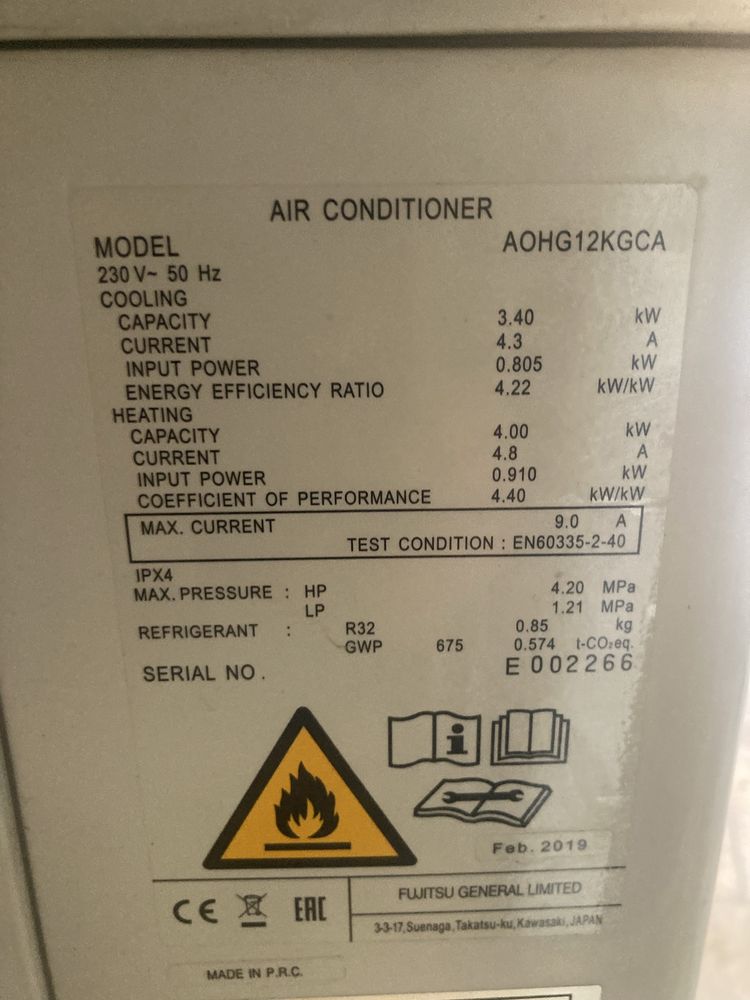 AIR CONDITIONER
MODEL AOHG12KGCA
230 V~ 50 Hz
COOLING
CAPACITY 3.40 kW
CURRENT 4.3 A
INPUT POWER 0.805 kW
ENERGY EFFICIENCY RATIO 4.22 kW/kW
HEATING
CAPACITY 4.00 kW
CURRENT 4.8 A
INPUT POWER 0.910 kW
COEFFICIENT OF PERFORMANCE 4.40 kW/kW
MAX. CURRENT 9.0 A
TEST CONDITION : EN60335-2-40
IPX4
MAX. PRESSURE : HP 4.20 MPa
LP 1.21 MPa
REFRIGERANT : R32 0.85 kg
GWP 675 0.574 t-CO₂eq.
SERIAL NO. E 002266
Feb. 2019
CE EAC
FUJITSU GENERAL LIMITED
3-3-17, Suenaga, Takatsu-ku, Kawasaki, JAPAN
MADE IN P.R.C.